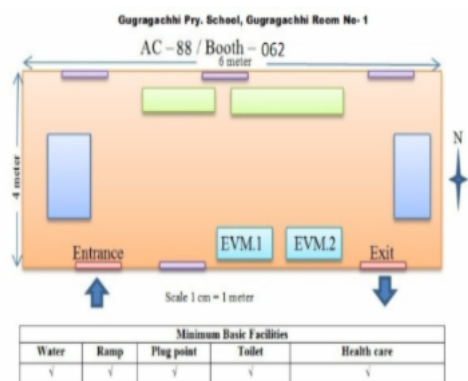 Gugragachhi Pry. School, Gugragachhi Room No- 1
AC – 88 / Booth – 062
6 meter
4 meter
N
Entrance
EVM.1
EVM.2
Exit
Scale 1 cm = 1 meter
Minimum Basic Facilities
Water Ramp Plug point Toilet Health care
√ √ √ √ √